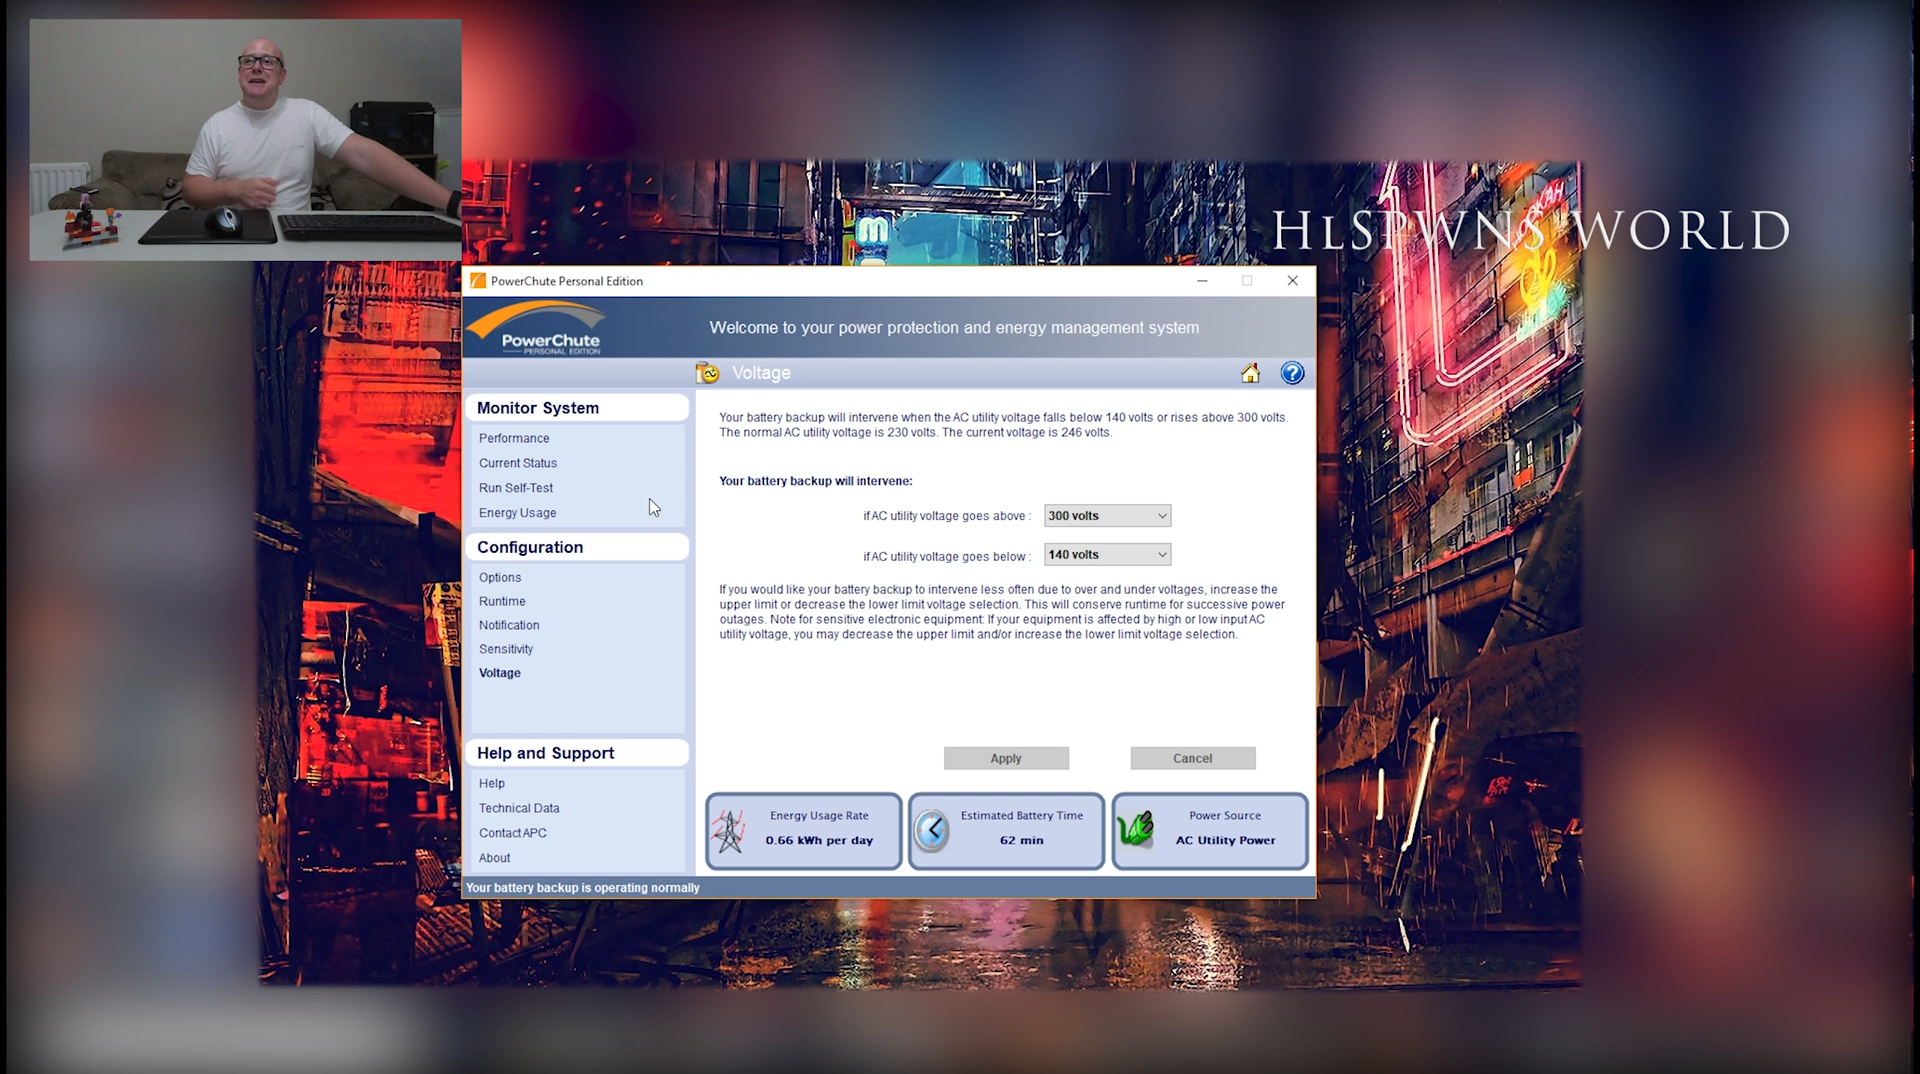 HLSPWNS WORLD
PowerChute Personal Edition
PowerChute
PERSONAL EDITION
Welcome to your power protection and energy management system
Voltage
Monitor System
Performance
Current Status
Run Self-Test
Energy Usage
Configuration
Options
Runtime
Notification
Sensitivity
Voltage
Help and Support
Help
Technical Data
Contact APC
About
Your battery backup will intervene when the AC utility voltage falls below 140 volts or rises above 300 volts.
The normal AC utility voltage is 230 volts. The current voltage is 246 volts.
Your battery backup will intervene:
if AC utility voltage goes above :
300 volts
if AC utility voltage goes below :
140 volts
If you would like your battery backup to intervene less often due to over and under voltages, increase the
upper limit or decrease the lower limit voltage selection. This will conserve runtime for successive power
outages. Note for sensitive electronic equipment: If your equipment is affected by high or low input AC
utility voltage, you may decrease the upper limit and/or increase the lower limit voltage selection.
Apply
Cancel
Energy Usage Rate
0.66 kWh per day
Estimated Battery Time
62 min
Power Source
AC Utility Power
Your battery backup is operating normally